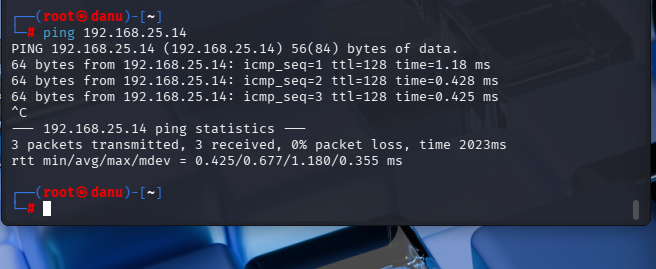 ┌──(root㉿danu)-[~]
└─# ping 192.168.25.14
PING 192.168.25.14 (192.168.25.14) 56(84) bytes of data.
64 bytes from 192.168.25.14: icmp_seq=1 ttl=128 time=1.18 ms
64 bytes from 192.168.25.14: icmp_seq=2 ttl=128 time=0.428 ms
64 bytes from 192.168.25.14: icmp_seq=3 ttl=128 time=0.425 ms
^C
--- 192.168.25.14 ping statistics ---
3 packets transmitted, 3 received, 0% packet loss, time 2023ms
rtt min/avg/max/mdev = 0.425/0.677/1.180/0.355 ms
┌──(root㉿danu)-[~]
└─#